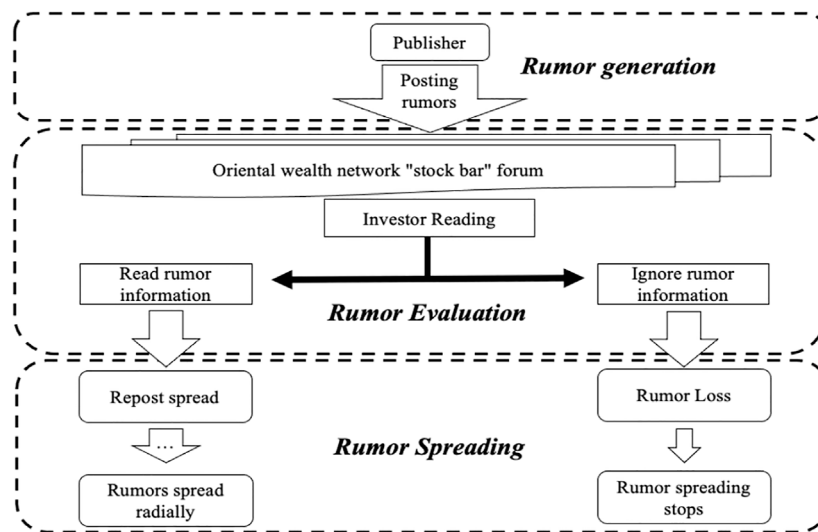 Publisher
Rumor generation
Posting
rumors
Oriental wealth network "stock bar" forum
Investor Reading
Read rumor
information
Ignore rumor
information
Rumor Evaluation
Repost spread
Rumor Loss
...
Rumor Spreading
Rumors spread
radially
Rumor spreading
stops